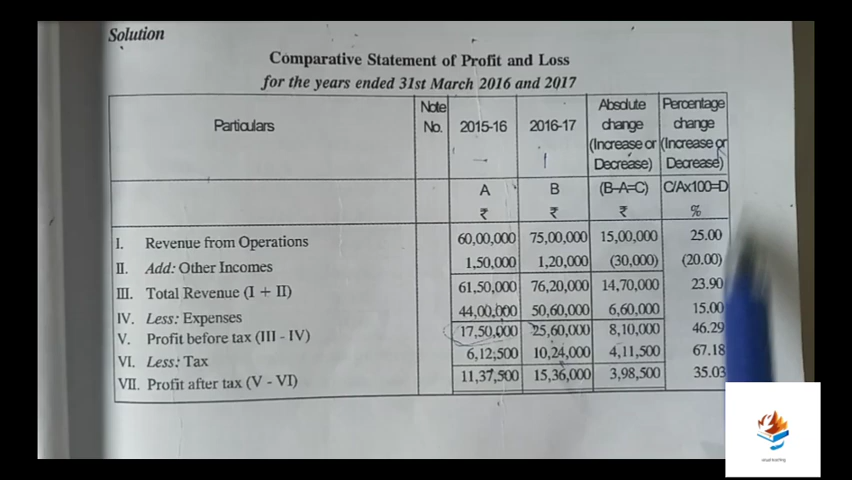 Solution
Comparative Statement of Profit and Loss
for the years ended 31st March 2016 and 2017
Particulars Note No. 2015-16 2016-17 Absolute change (Increase or Decrease) Percentage change (Increase or Decrease)
A B (B–A=C) C/Ax100=D
₹ ₹ ₹ %
I. Revenue from Operations 60,00,000 75,00,000 15,00,000 25.00
II. Add: Other Incomes 1,50,000 1,20,000 (30,000) (20.00)
III. Total Revenue (I + II) 61,50,000 76,20,000 14,70,000 23.90
IV. Less: Expenses 44,00,000 50,60,000 6,60,000 15.00
V. Profit before tax (III - IV) 17,50,000 25,60,000 8,10,000 46.29
VI. Less: Tax 6,12,500 10,24,000 4,11,500 67.18
VII. Profit after tax (V - VI) 11,37,500 15,36,000 3,98,500 35.03